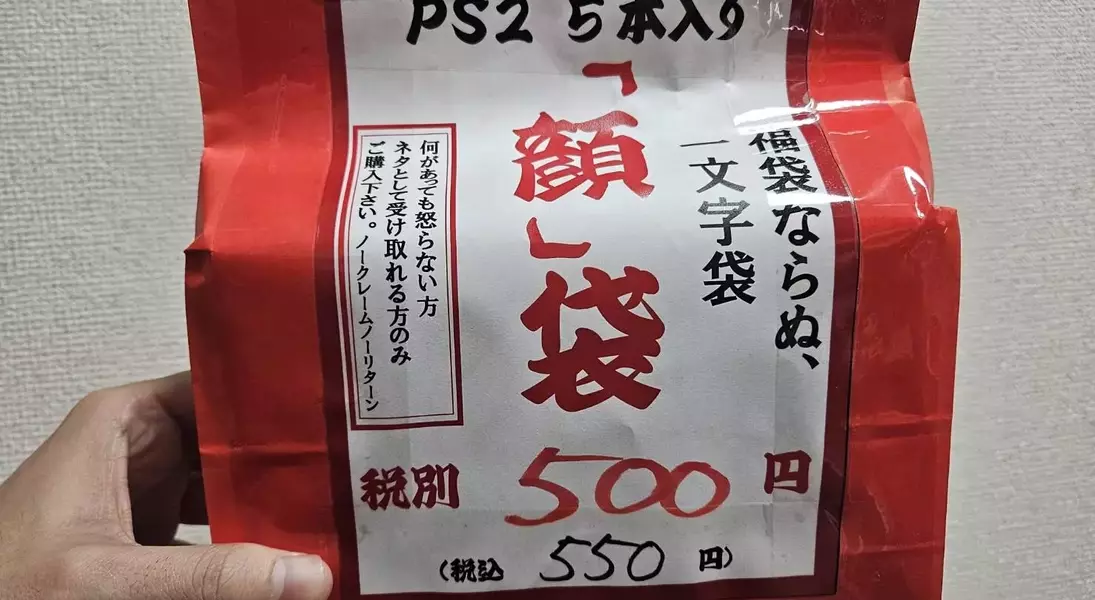 PS2 5本入り
福袋ならぬ、
一文字袋
「顔」袋
何があっても怒らない方
ネタとして受け取れる方のみ
ご購入下さい。ノークレームノーリターン
税別 500 円
(税込 550 円)